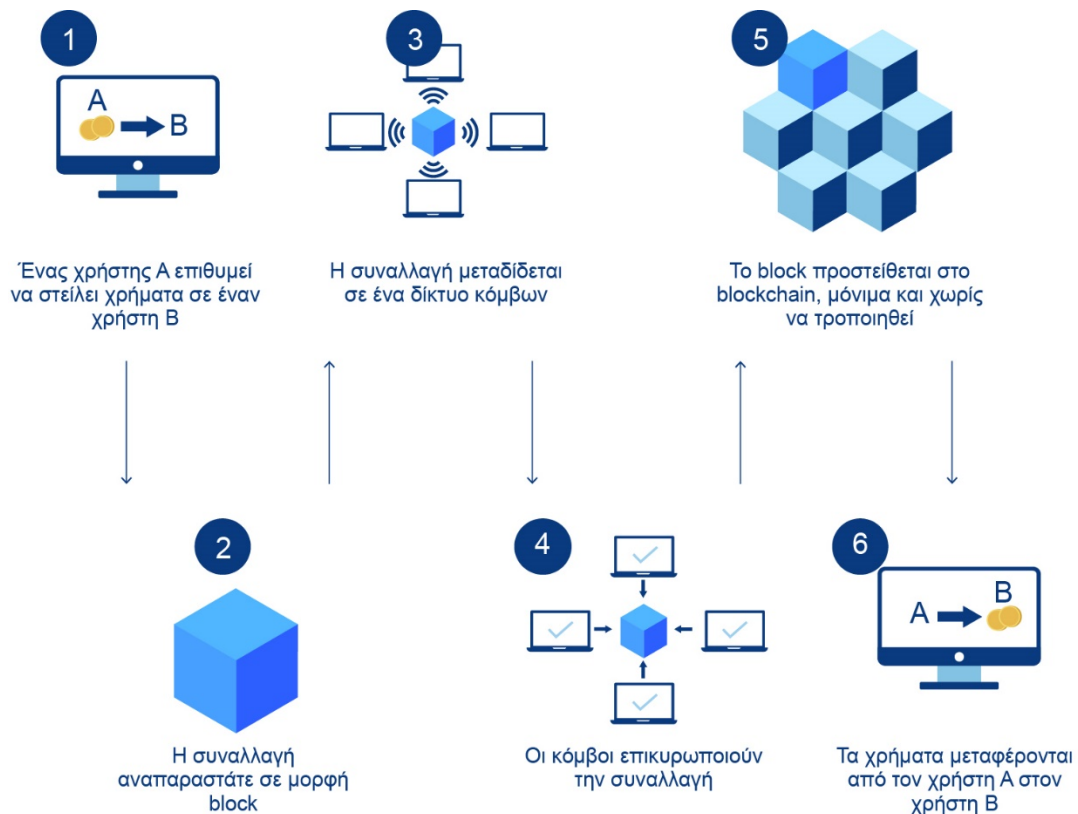 1
A
B
Ένας χρήστης Α επιθυμεί
να στείλει χρήματα σε έναν
χρήστη Β
2
Η συναλλαγή
αναπαραστάτε σε μορφή
block
3
Η συναλλαγή μεταδίδεται
σε ένα δίκτυο κόμβων
4
Οι κόμβοι επικυρωποιούν
την συναλλαγή
5
Το block προστείθεται στο
blockchain, μόνιμα και χωρίς
να τροποιηθεί
6
A
B
Τα χρήματα μεταφέρονται
από τον χρήστη Α στον
χρήστη Β